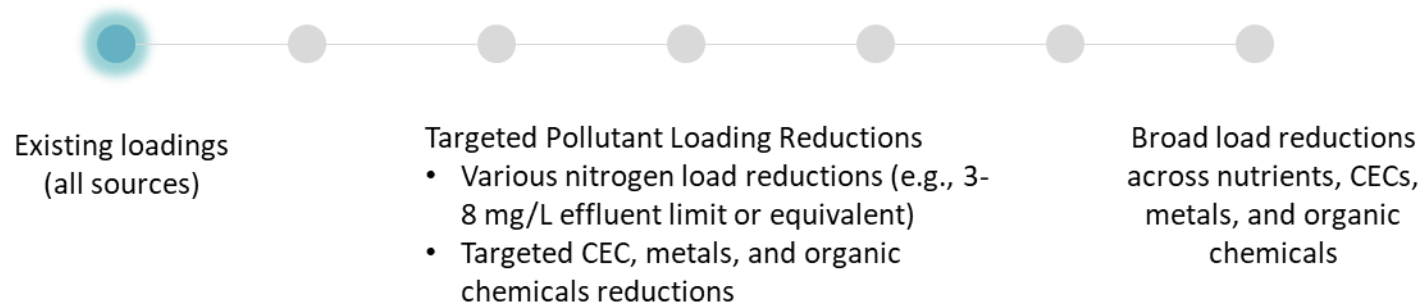 Existing loadings
(all sources)
Targeted Pollutant Loading Reductions
• Various nitrogen load reductions (e.g., 3-
8 mg/L effluent limit or equivalent)
• Targeted CEC, metals, and organic
chemicals reductions
Broad load reductions
across nutrients, CECs,
metals, and organic
chemicals